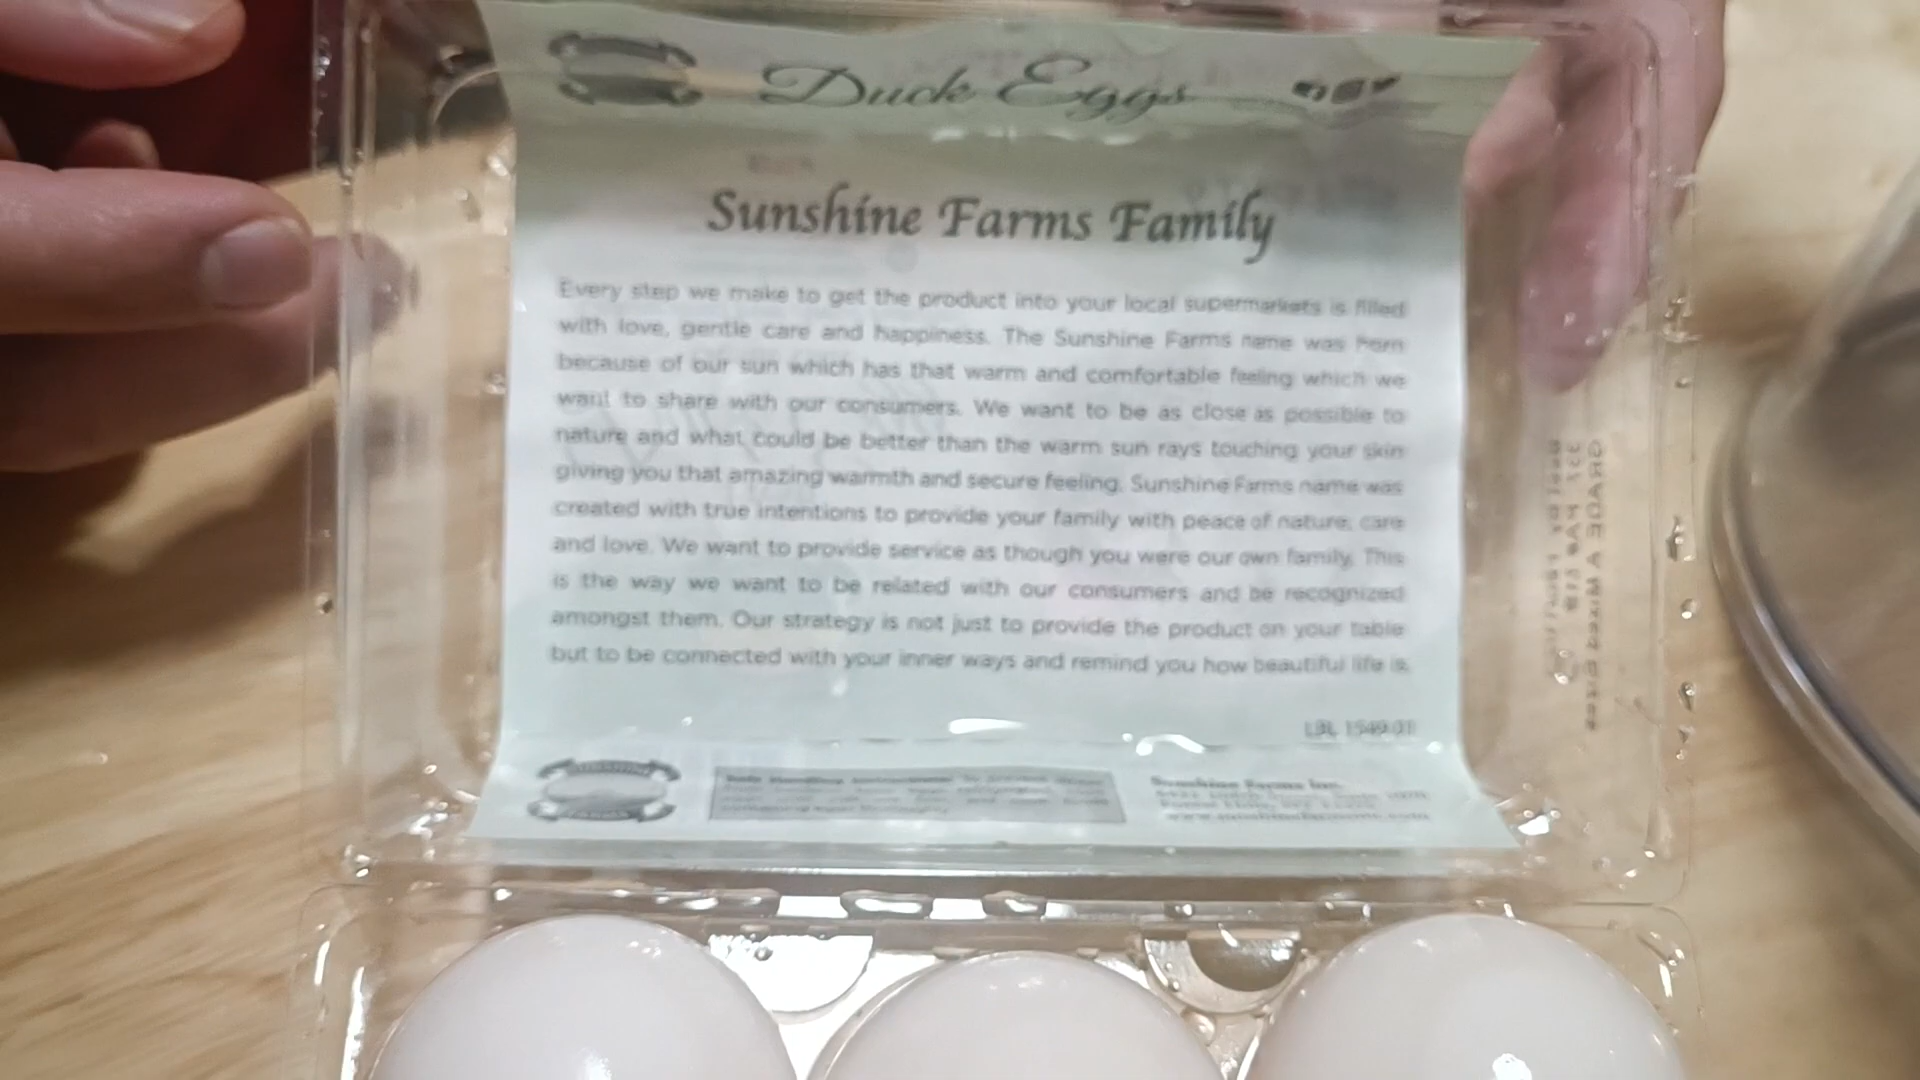 Duck Eggs
Sunshine Farms Family
Every step we make to get the product into your local supermarkets is filled
with love, gentle care and happiness. The Sunshine Farms name was born
because of our sun which has that warm and comfortable feeling which we
want to share with our consumers. We want to be as close as possible to
nature and what could be better than the warm sun rays touching your skin
giving you that amazing warmth and secure feeling. Sunshine Farms name was
created with true intentions to provide your family with peace of nature, care
and love. We want to provide service as though you were our own family. This
is the way we want to be related with our consumers and be recognized
amongst them. Our strategy is not just to provide the product on your table
but to be connected with your inner ways and remind you how beautiful life is.
LBL 1549.01
Sunshine Farms Inc.
GRADE A